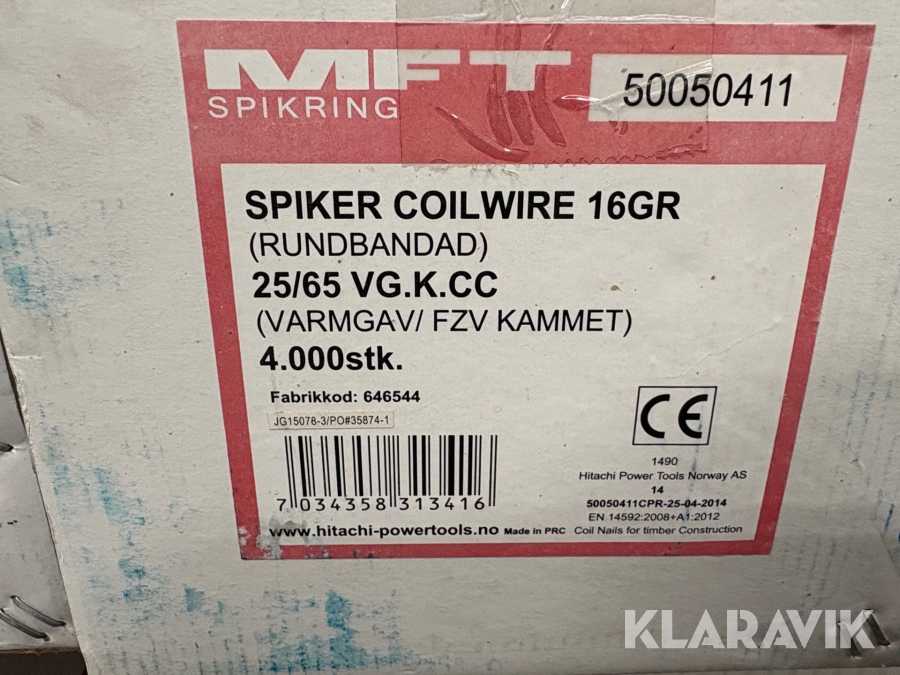 MFT
SPIKRING
50050411
SPIKER COILWIRE 16GR
(RUNDBANDAD)
25/65 VG.K.CC
(VARMGAV/ FZV KAMMET)
4.000stk.
Fabrikkod: 646544
JG15078-3/PO#35874-1
7 034358 313416
www.hitachi-powertools.no Made in PRC
CE
1490
Hitachi Power Tools Norway AS
14
50050411CPR-25-04-2014
EN 14592:2008+A1:2012
Coil Nails for timber Construction
KLARAVIK